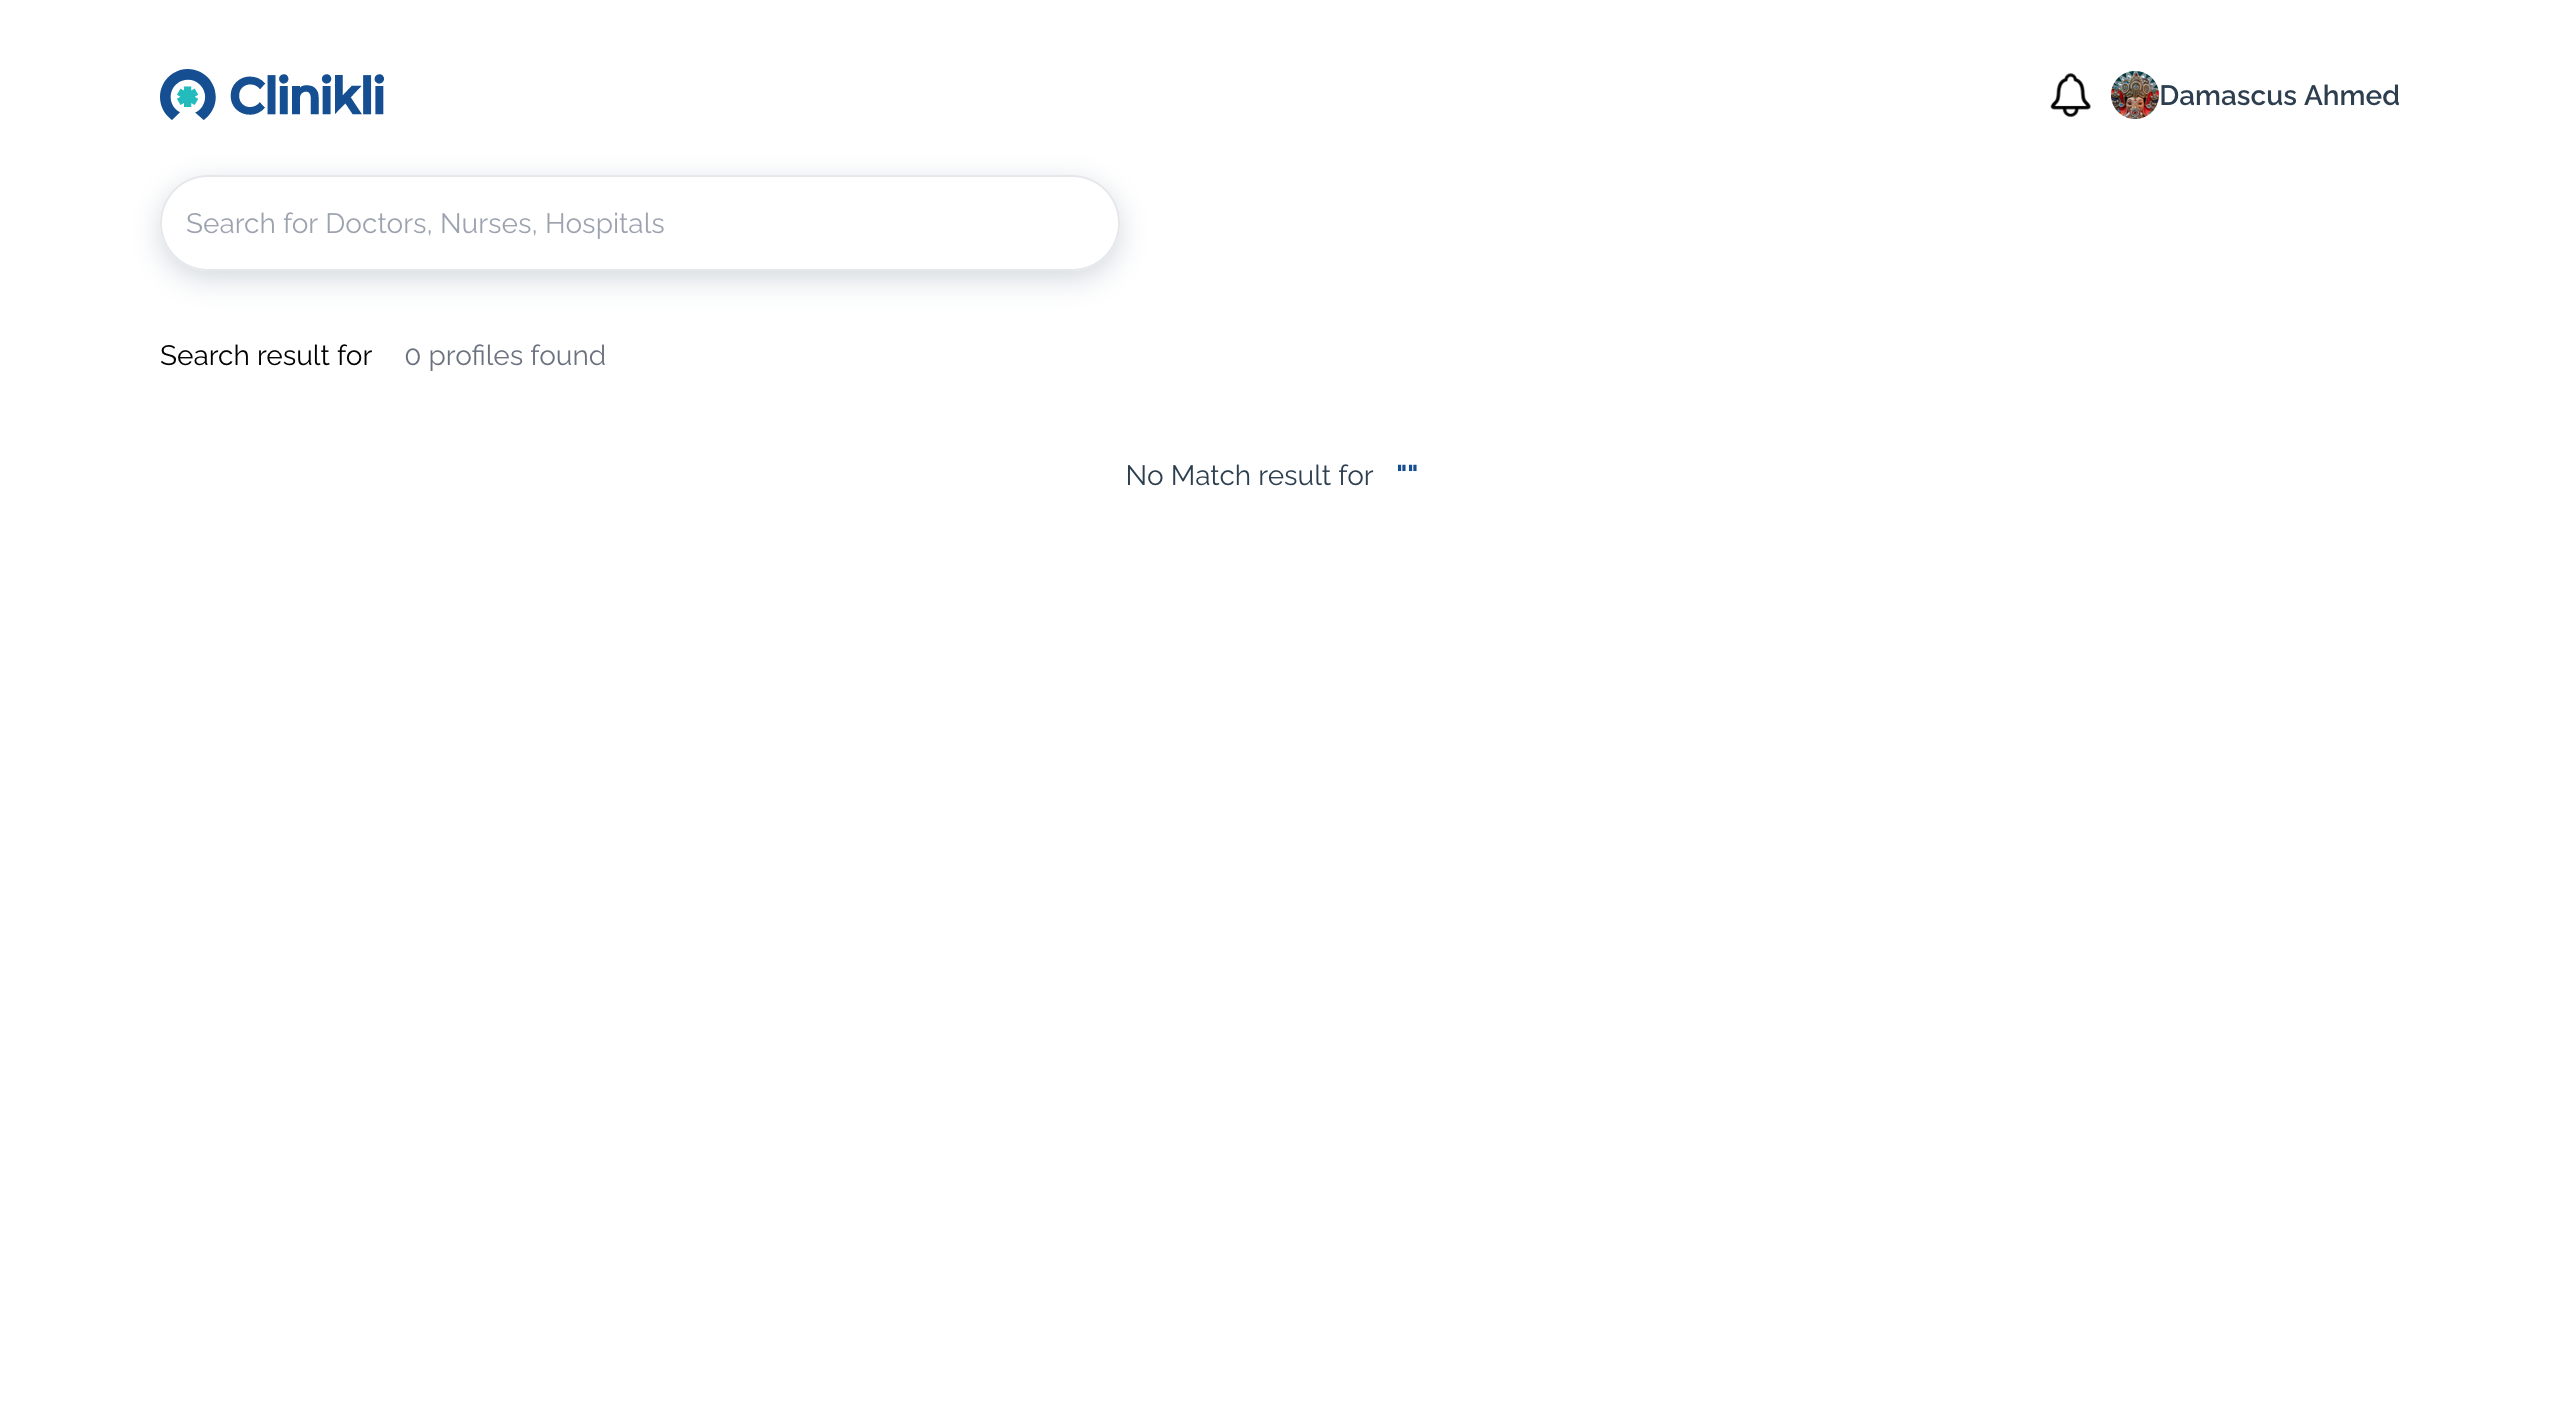 Clinikli
Damascus Ahmed
Search for Doctors, Nurses, Hospitals
Search result for 0 profiles found
No Match result for ""